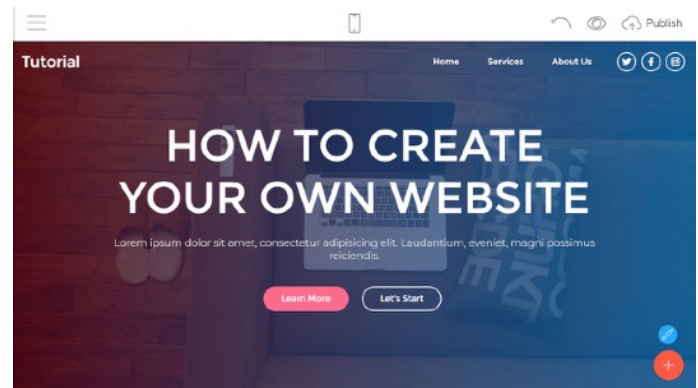 Publish
Tutorial
Home Services About Us
HOW TO CREATE
YOUR OWN WEBSITE
Lorem ipsum dolor sit amet, consectetur adipisicing elit. Laudantium, eveniet, magni possimus
reiciendis.
Learn More Let's Start